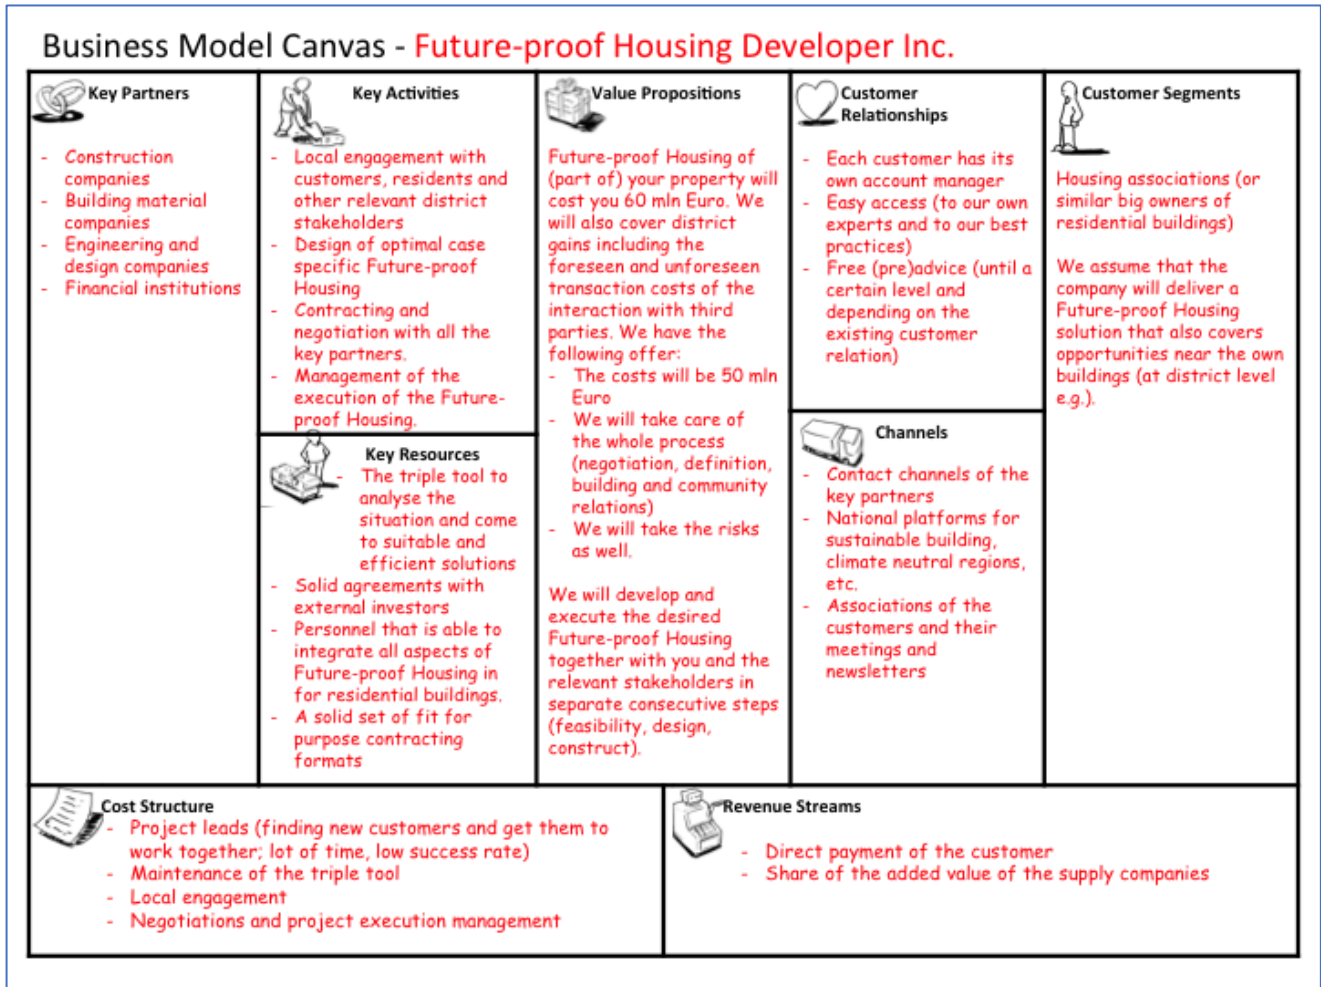 Business Model Canvas - Future-proof Housing Developer Inc.
Key Partners
- Construction
companies
- Building material
companies
- Engineering and
design companies
- Financial institutions
Key Activities
- Local engagement with
customers, residents and
other relevant district
stakeholders
- Design of optimal case
specific Future-proof
Housing
- Contracting and
negotiation with all the
key partners.
- Management of the
execution of the Future-
proof Housing.
Key Resources
- The triple tool to
analyse the
situation and come
to suitable and
efficient solutions
- Solid agreements with
external investors
- Personnel that is able to
integrate all aspects of
Future-proof Housing in
for residential buildings.
- A solid set of fit for
purpose contracting
formats
Value Propositions
Future-proof Housing of
(part of) your property will
cost you 60 mln Euro. We
will also cover district
gains including the
foreseen and unforeseen
transaction costs of the
interaction with third
parties. We have the
following offer:
- The costs will be 50 mln
Euro
- We will take care of
the whole process
(negotiation, definition,
building and community
relations)
- We will take the risks
as well.
We will develop and
execute the desired
Future-proof Housing
together with you and the
relevant stakeholders in
separate consecutive steps
(feasibility, design,
construct).
Customer
Relationships
- Each customer has its
own account manager
- Easy access (to our own
experts and to our best
practices)
- Free (pre)advice (until a
certain level and
depending on the
existing customer
relation)
Channels
- Contact channels of the
key partners
- National platforms for
sustainable building,
climate neutral regions,
etc.
- Associations of the
customers and their
meetings and
newsletters
Customer Segments
Housing associations (or
similar big owners of
residential buildings)
We assume that the
company will deliver a
Future-proof Housing
solution that also covers
opportunities near the own
buildings (at district level
e.g.).
Cost Structure
- Project leads (finding new customers and get them to
work together; lot of time, low success rate)
- Maintenance of the triple tool
- Local engagement
- Negotiations and project execution management
Revenue Streams
- Direct payment of the customer
- Share of the added value of the supply companies